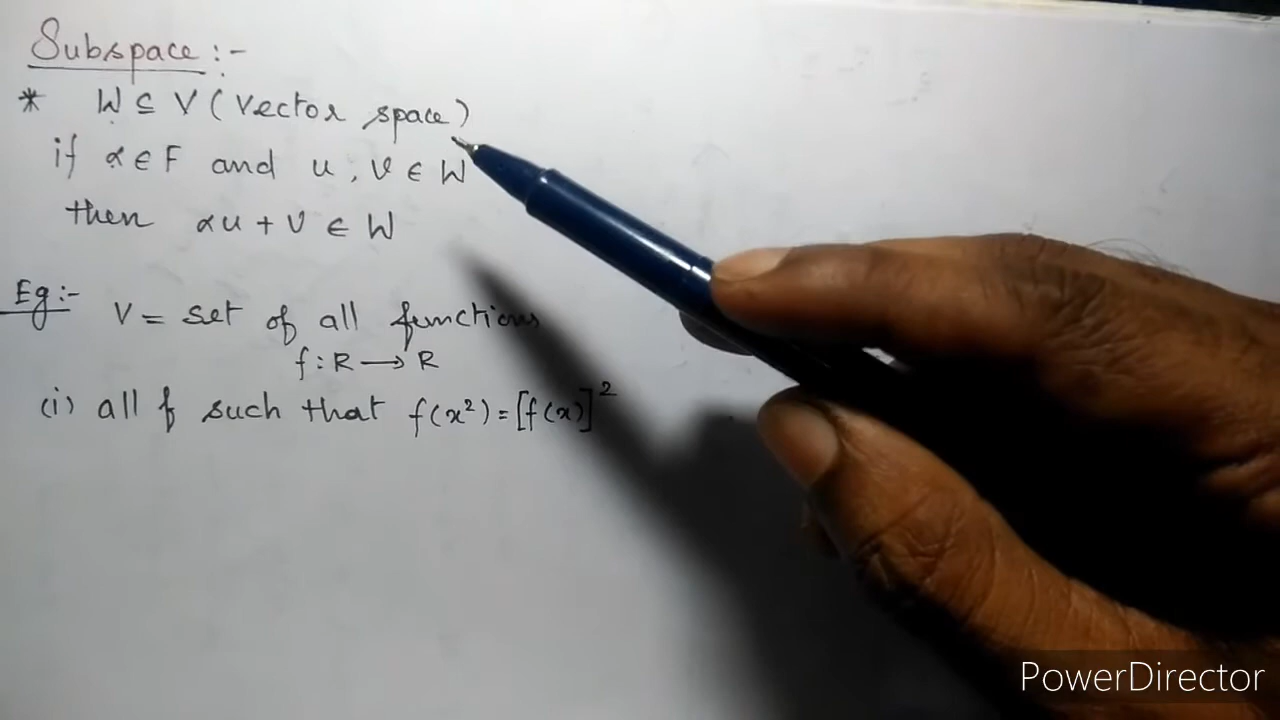 Subspace :-
* W ⊆ V ( Vector space )
if α ∈ F and u, v ∈ W
then αu + v ∈ W
Eg:- V = set of all functions
f : R → R
(i) all f such that f(x²) = [f(x)]²
PowerDirector